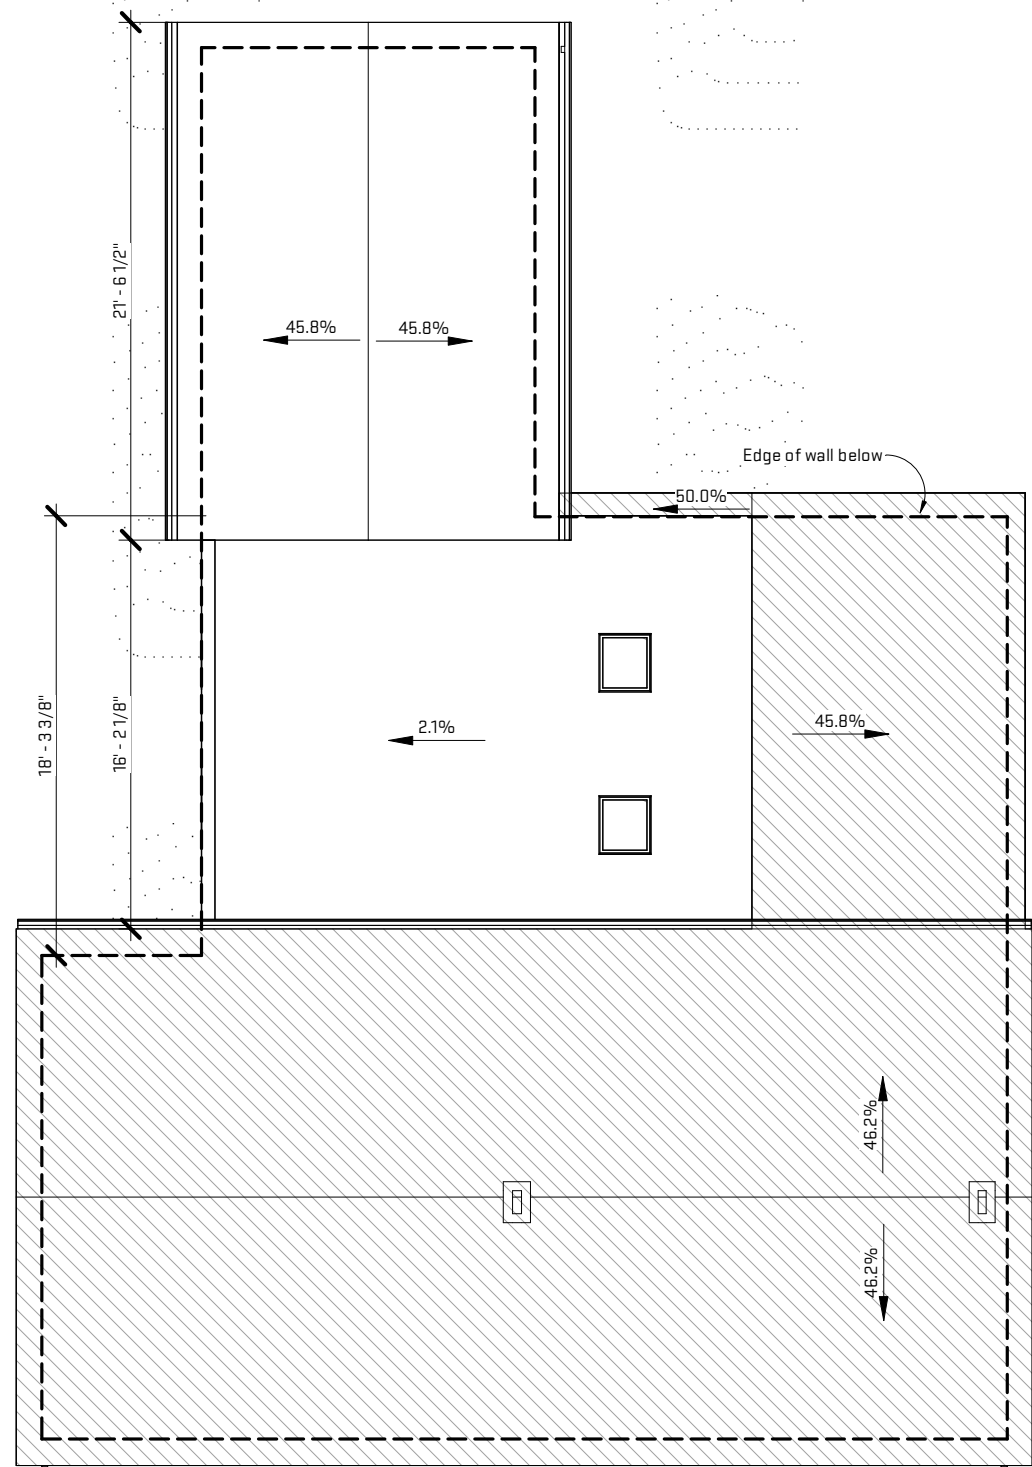 21' - 6 1/2"
45.8%
45.8%
Edge of wall below
50.0%
18' - 3 3/8"
16' - 2 1/8"
2.1%
45.8%
46.2%
46.2%